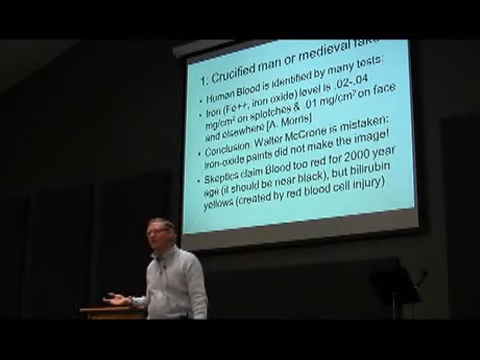 1: Crucified man or medieval fake
• Human Blood is identified by many tests:
• Iron (Fe++, iron oxide) level is .02-.04
mg/cm² on splotches & .01 mg/cm² on face
and elsewhere [A. Morris]
• Conclusion: Walter McCrone is mistaken:
iron-oxide paints did not make the image!
• Skeptics claim Blood too red for 2000 year
age (it should be near black), but bilirubin
yellows (created by red blood cell injury)